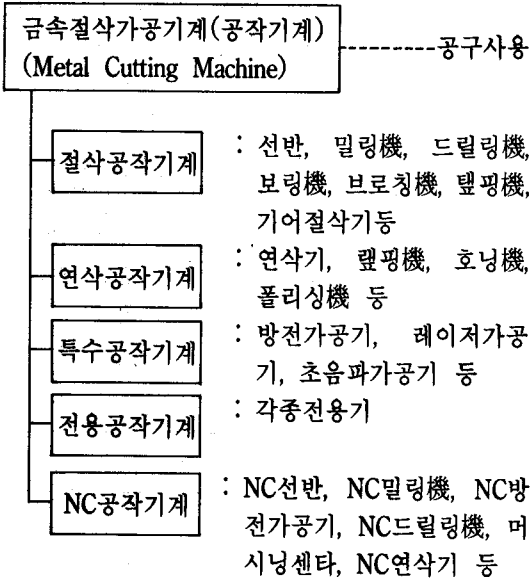 금속절삭가공기계(공작기계)
(Metal Cutting Machine)
--------공구사용
절삭공작기계
: 선반, 밀링機, 드릴링機,
보링機, 브로칭機, 탭핑機,
기어절삭기등
연삭공작기계
: 연삭기, 랩핑機, 호닝機,
폴리싱機 등
특수공작기계
: 방전가공기, 레이저가공
기, 초음파가공기 등
전용공작기계
: 각종전용기
NC공작기계
: NC선반, NC밀링機, NC방
전가공기, NC드릴링機, 머
시닝센타, NC연삭기 등